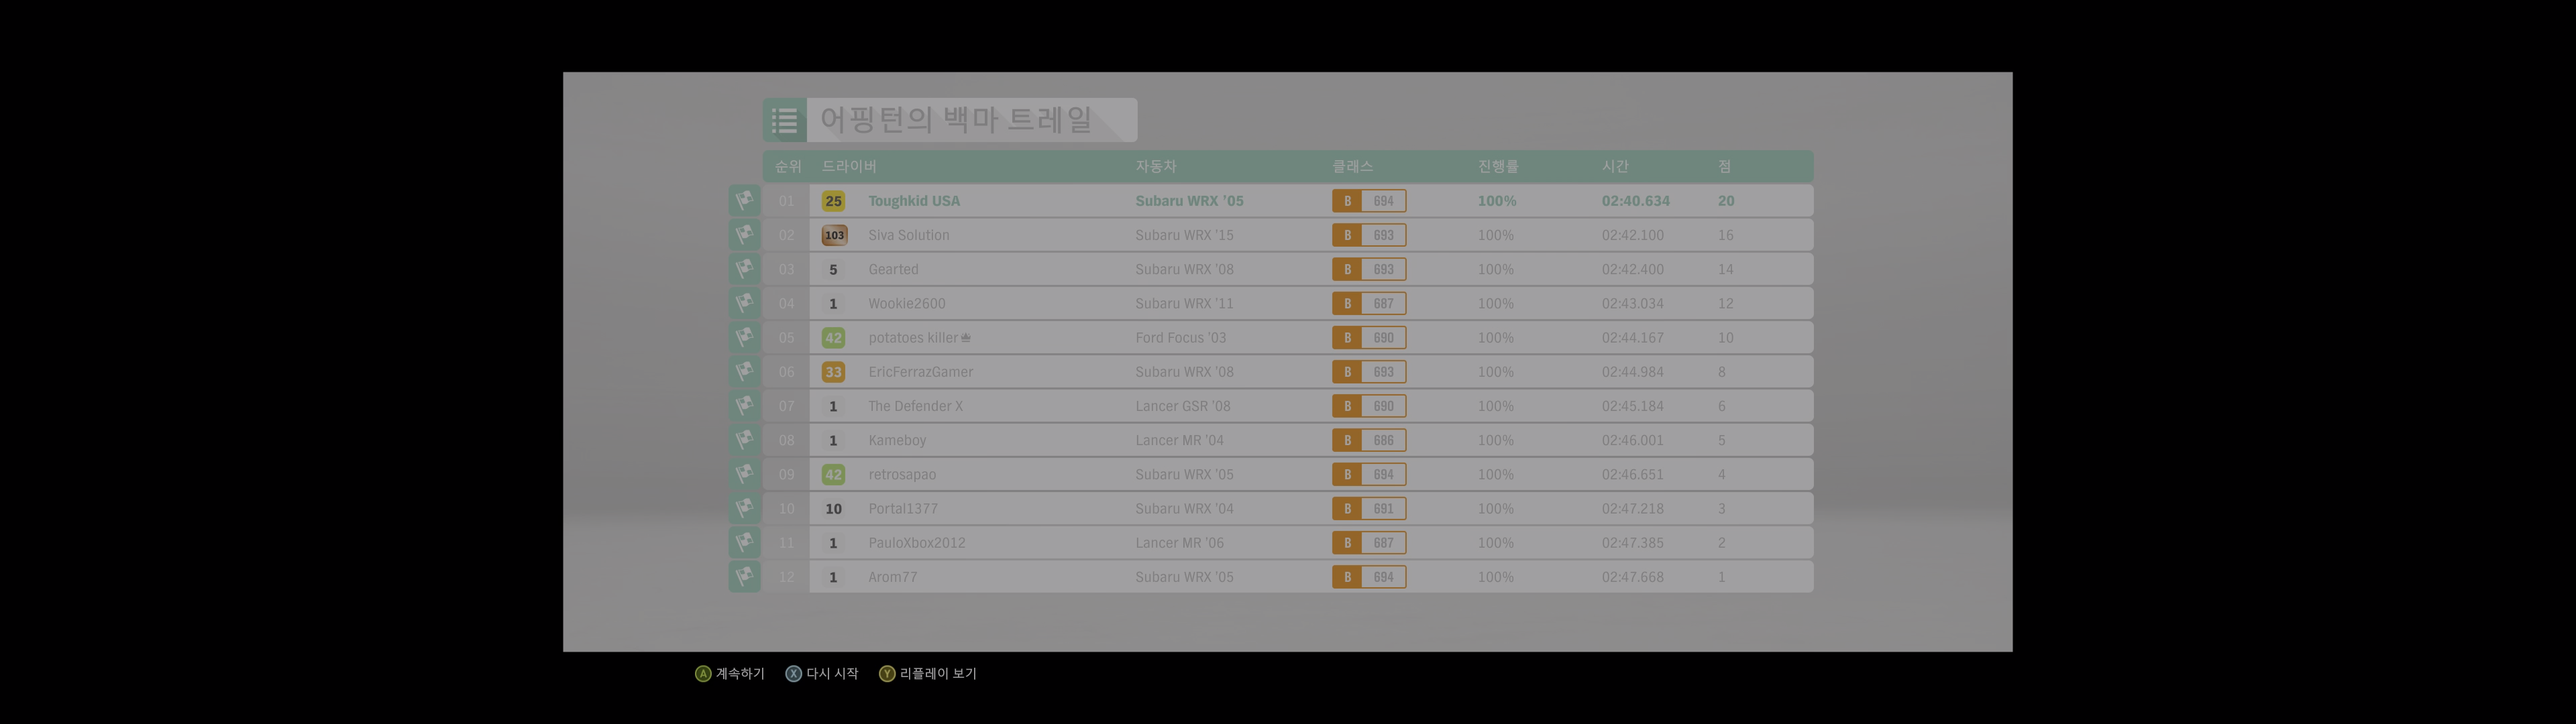 어핑턴의 백마 트레일
순위 드라이버 자동차 클래스 진행률 시간 점
01 25 Toughkid USA Subaru WRX '05 B 694 100% 02:40.634 20
02 103 Siva Solution Subaru WRX '15 B 693 100% 02:42.100 16
03 5 Gearted Subaru WRX '08 B 693 100% 02:42.400 14
04 1 Wookie2600 Subaru WRX '11 B 687 100% 02:43.034 12
05 42 potatoes killer Ford Focus '03 B 690 100% 02:44.167 10
06 33 EricFerrazGamer Subaru WRX '08 B 693 100% 02:44.984 8
07 1 The Defender X Lancer GSR '08 B 690 100% 02:45.184 6
08 1 Kameboy Lancer MR '04 B 686 100% 02:46.001 5
09 42 retrosapao Subaru WRX '05 B 694 100% 02:46.651 4
10 10 Portal1377 Subaru WRX '04 B 691 100% 02:47.218 3
11 1 PauloXbox2012 Lancer MR '06 B 687 100% 02:47.385 2
12 1 Arom77 Subaru WRX '05 B 694 100% 02:47.668 1
A 계속하기 X 다시 시작 Y 리플레이 보기